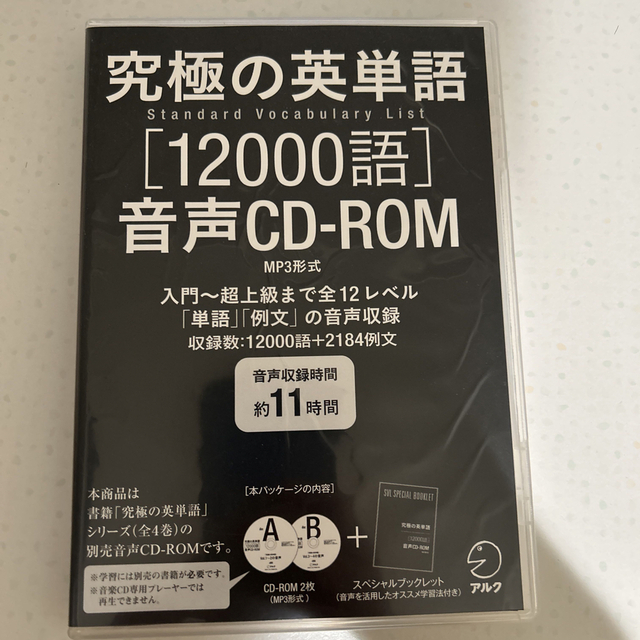 究極の英単語
Standard Vocabulary List
[12000語]
音声CD-ROM
MP3形式
入門～超上級まで全12レベル
「単語」「例文」の音声収録
収録数:12000語+2184例文
音声収録時間
約11時間
本商品は
書籍「究極の英単語」
シリーズ(全4巻)の
別売音声CD-ROMです。
※学習には別売の書籍が必要です。
※音楽CD専用プレーヤーでは
再生できません。
[本パッケージの内容]
A
B
+
CD-ROM 2枚
(MP3形式)
SVL SPECIAL BOOKLET
究極の英単語
[12000語]
音声CD-ROM
スペシャルブックレット
(音声を活用したオススメ学習法付き)
アルク